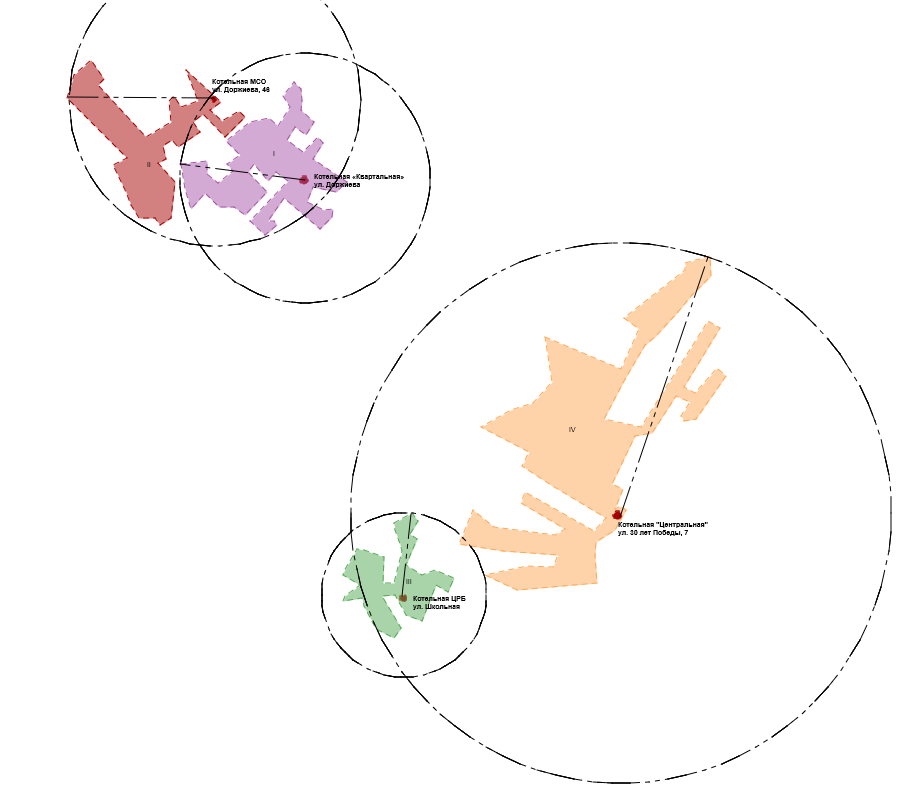 Котельная МСО
ул. Доржиева, 46
I
II
Котельная «Квартальная»
ул. Доржиева
IV
Котельная "Центральная"
ул. 30 лет Победы, 7
III
Котельная ЦРБ
ул. Школьная